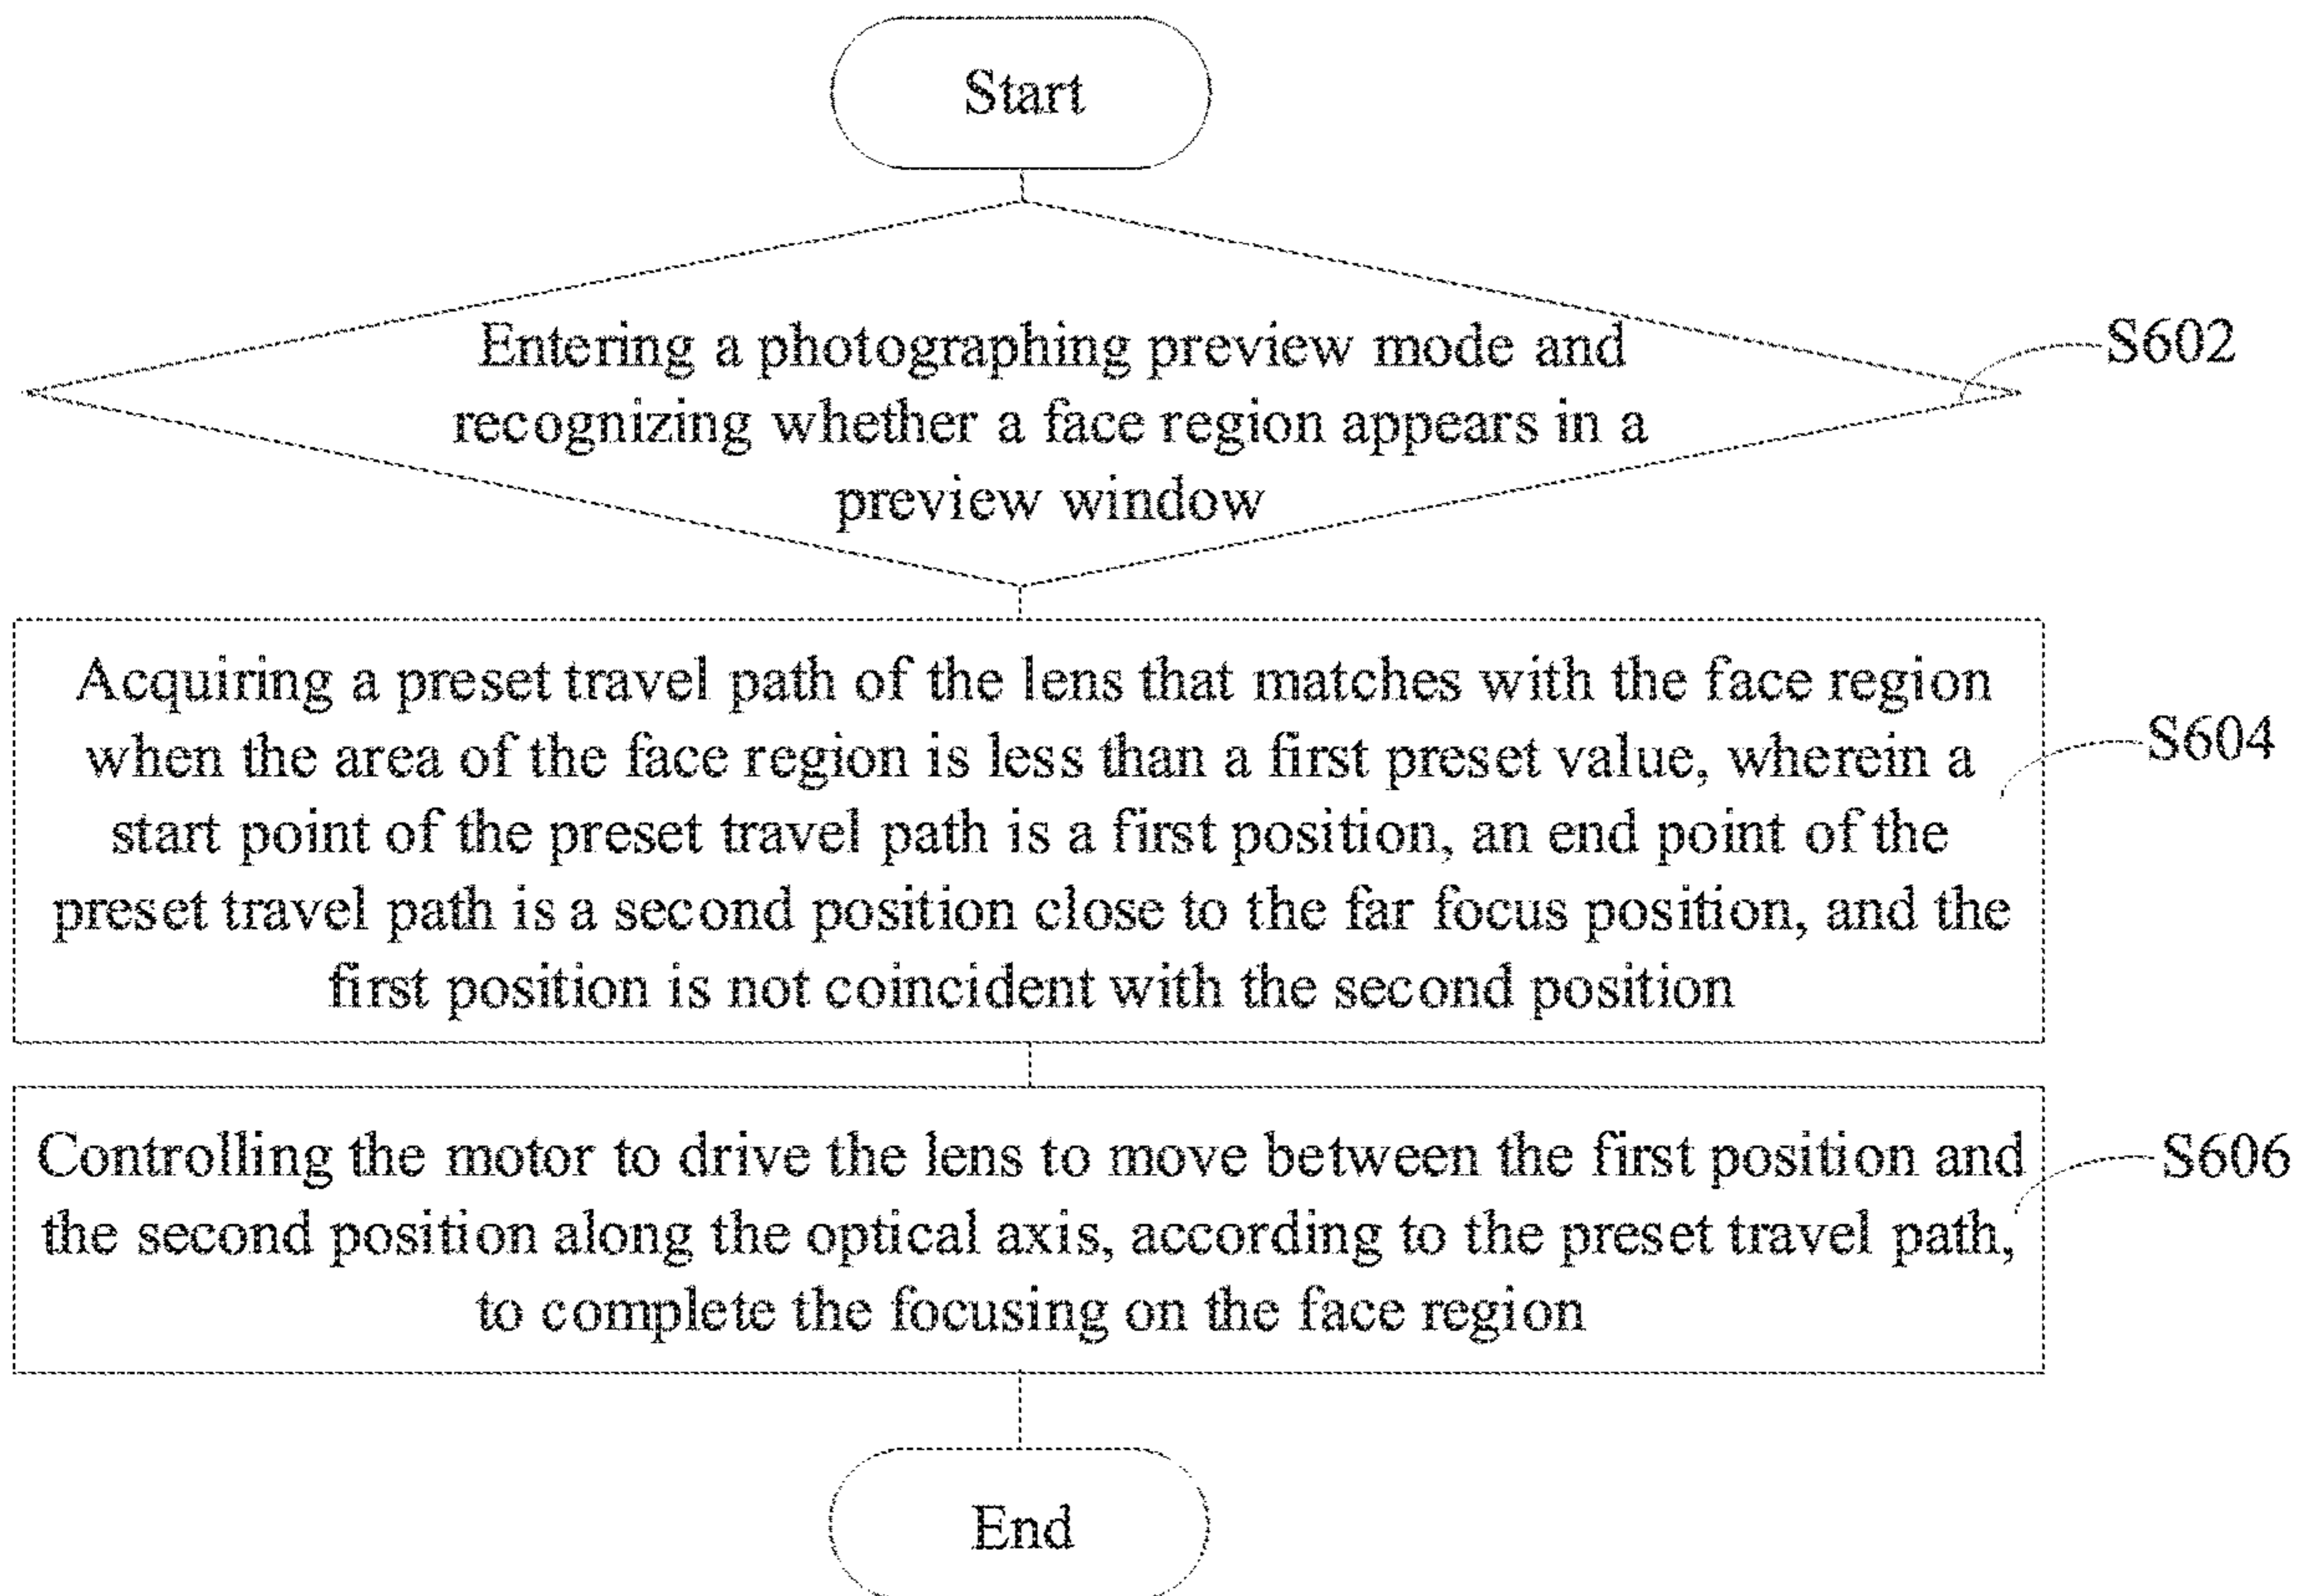 Start
Entering a photographing preview mode and
recognizing whether a face region appears in a
preview window
S602
Acquiring a preset travel path of the lens that matches with the face region
when the area of the face region is less than a first preset value, wherein a
start point of the preset travel path is a first position, an end point of the
preset travel path is a second position close to the far focus position, and the
first position is not coincident with the second position
S604
Controlling the motor to drive the lens to move between the first position and
the second position along the optical axis, according to the preset travel path,
to complete the focusing on the face region
S606
End